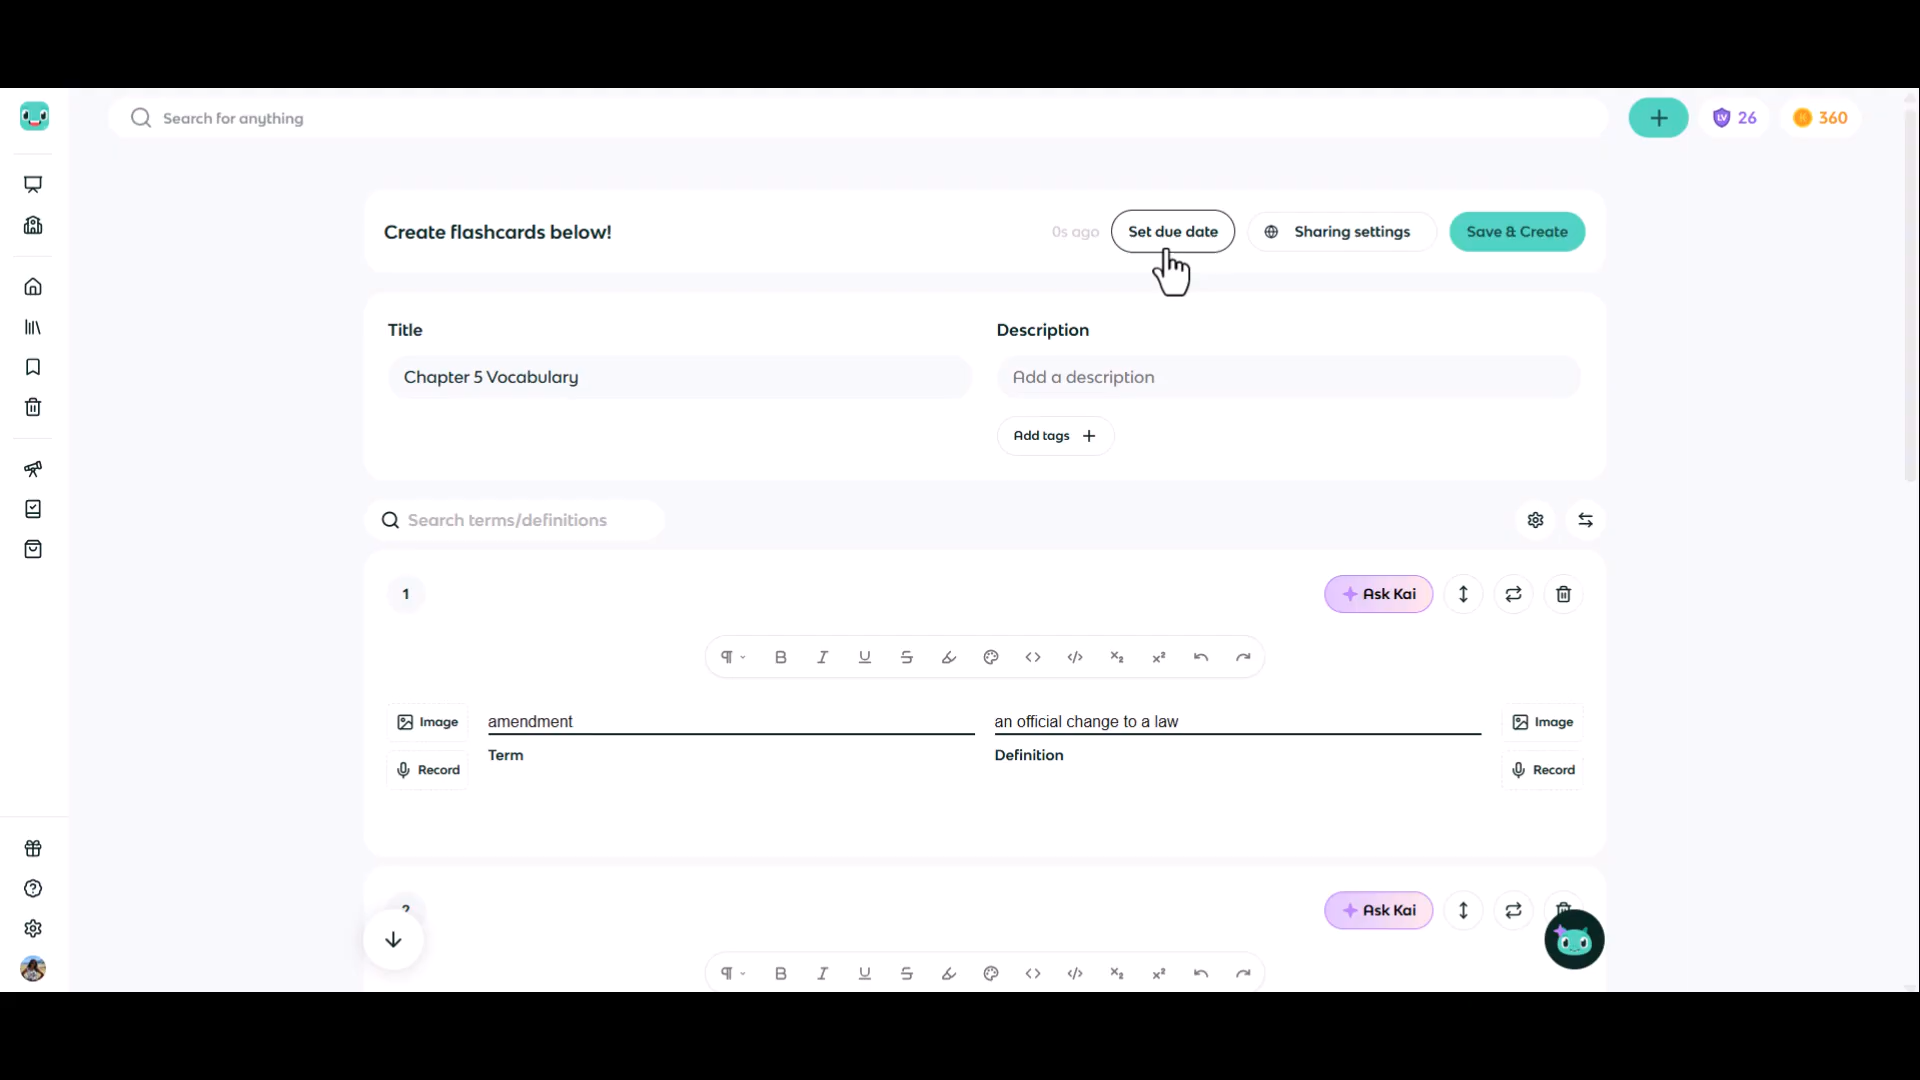 Search for anything
LV 26
360
Create flashcards below!
0s ago
Set due date
Sharing settings
Save & Create
Title
Description
Chapter 5 Vocabulary
Add a description
Add tags
Search terms/definitions
1
Ask Kai
Image
amendment
an official change to a law
Image
Term
Definition
Record
Record
2
Ask Kai